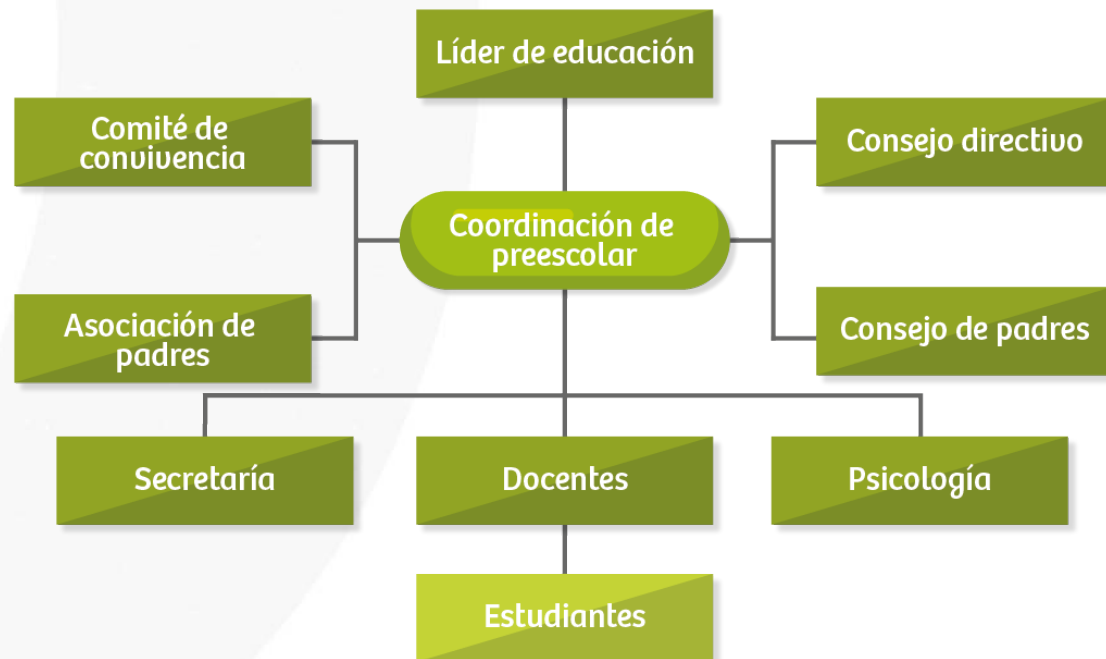 Líder de educación
Comité de
convivencia
Consejo directivo
Coordinación de
preescolar
Asociación de
padres
Consejo de padres
Secretaría
Docentes
Psicología
Estudiantes